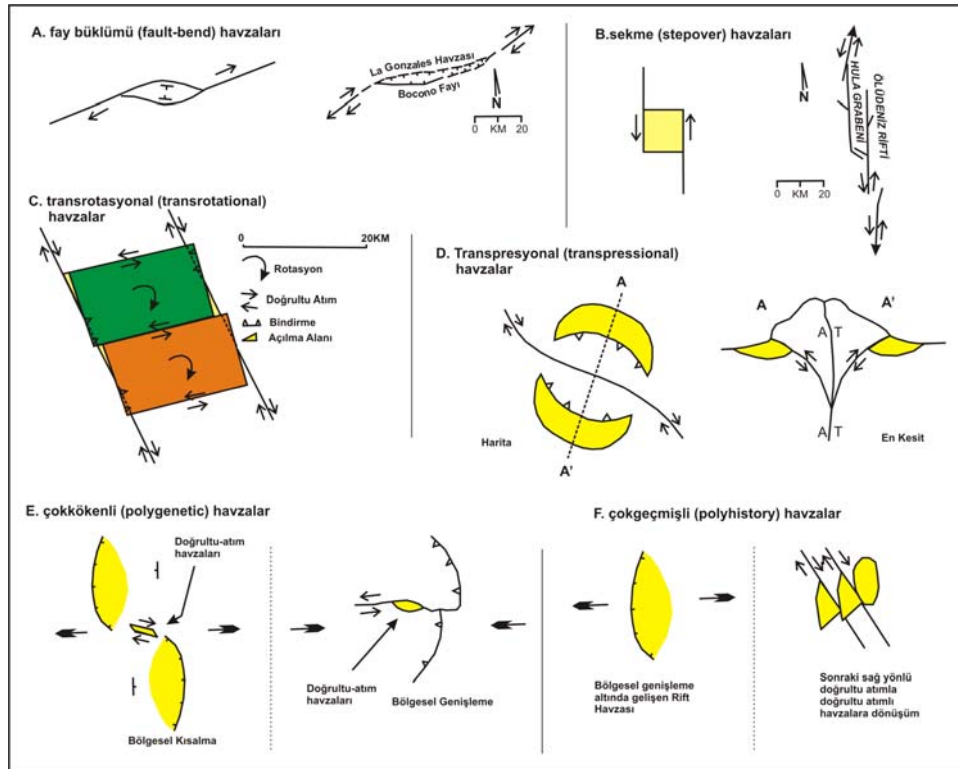 A. fay büklümü (fault-bend) havzaları
La Gonzales Havzası
Bocono Fayı
N
0 KM 20
B.sekme (stepover) havzaları
N
0 KM 20
HULA GRABENİ
ÖLÜDENİZ RİFTİ
C. transrotasyonal (transrotational)
havzalar
0 20KM
Rotasyon
Doğrultu Atım
Bindirme
Açılma Alanı
D. Transpresyonal (transpressional)
havzalar
A
A'
Harita
A A'
A T
A T
En Kesit
E. çokkökenli (polygenetic) havzalar
Doğrultu-atım
havzaları
Bölgesel Kısalma
Doğrultu-atım
havzaları
Bölgesel Genişleme
F. çokgeçmişli (polyhistory) havzalar
Bölgesel genişleme
altında gelişen Rift
Havzası
Sonraki sağ yönlü
doğrultu atımla
doğrultu atımlı
havzalara dönüşüm